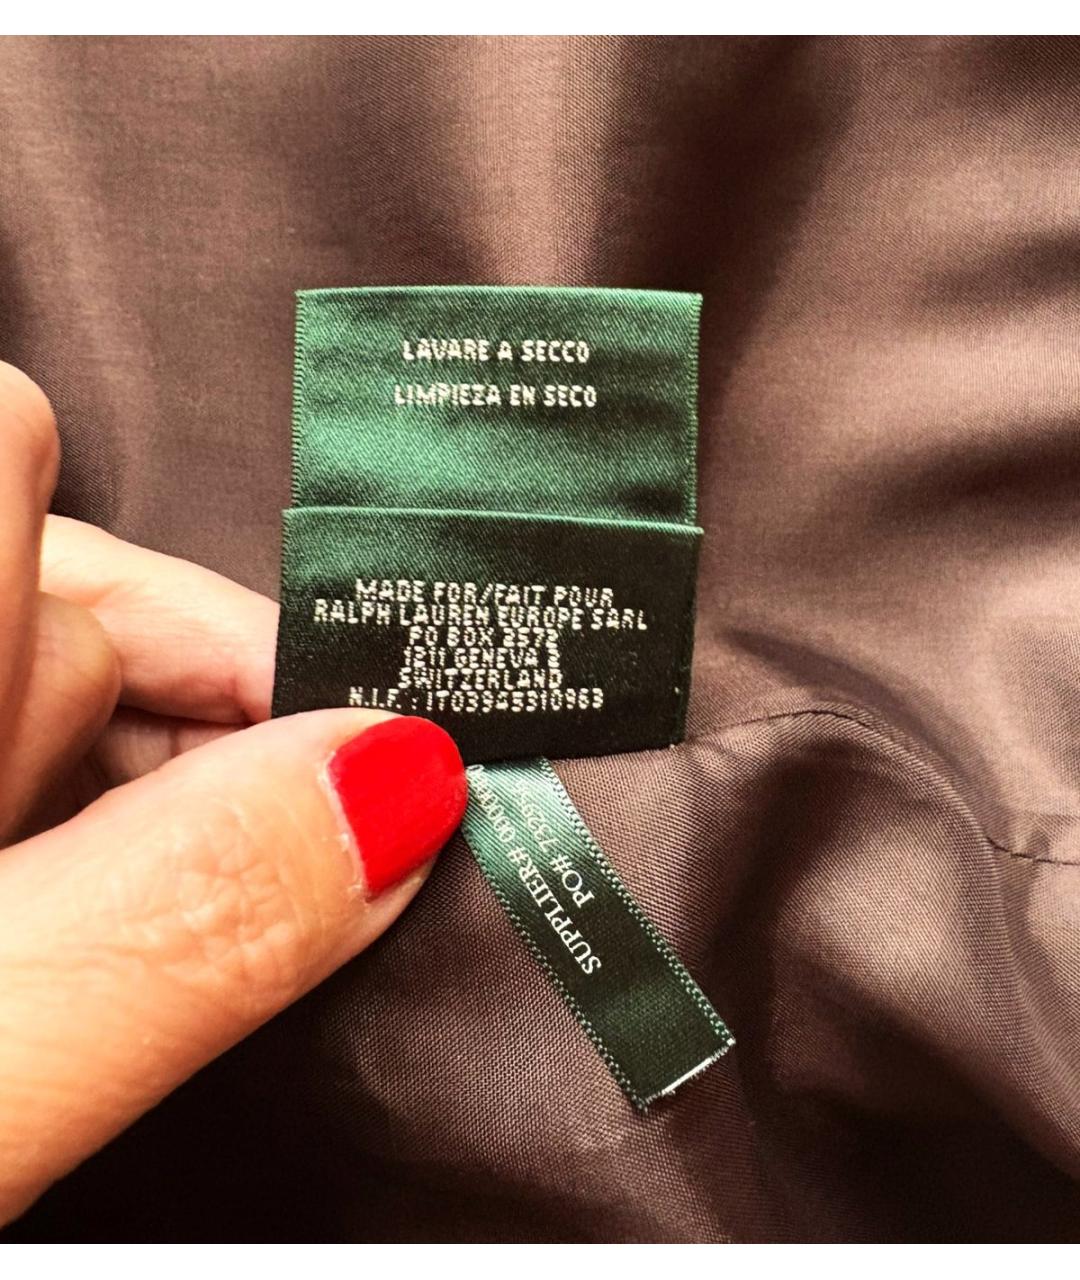 LAVARE A SECCO
LIMPIEZA EN SECO
MADE FOR/FAIT POUR
RALPH LAUREN EUROPE SARL
PO BOX 2572
1211 GENEVA 2
SWITZERLAND
N.I.F. : IT03945310963
SUPPLIER#
PO#